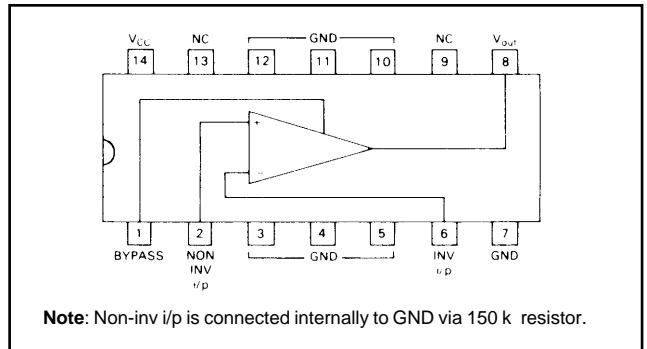 V_CC NC GND NC V_out
14 13 12 11 10 9 8
+
−
1 2 3 4 5 6 7
BYPASS NON GND INV GND
INV i/p
i/p
Note: Non-inv i/p is connected internally to GND via 150 k resistor.